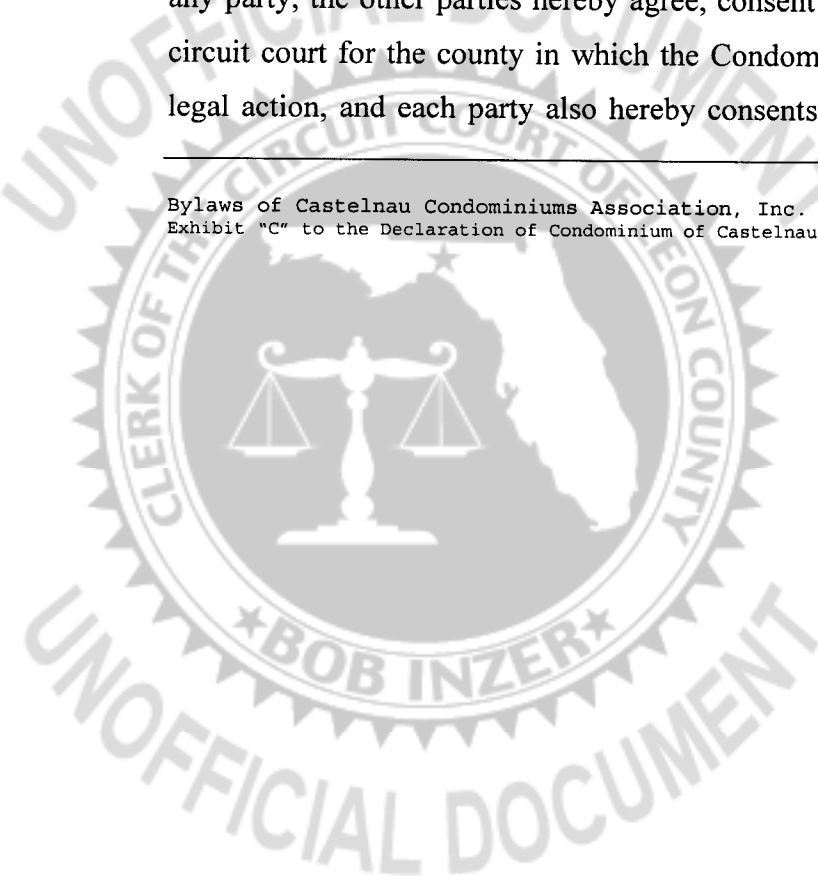 any party, the other parties hereby agree, consent
circuit court for the county in which the Condom
legal action, and each party also hereby consents
Bylaws of Castelnau Condominiums Association, Inc.
Exhibit "C" to the Declaration of Condominium of Castelnau
UNOFFICIAL DOCUMENT
CLERK OF THE CIRCUIT COURT OF LEON COUNTY
BOB INZER
UNOFFICIAL DOCUMENT